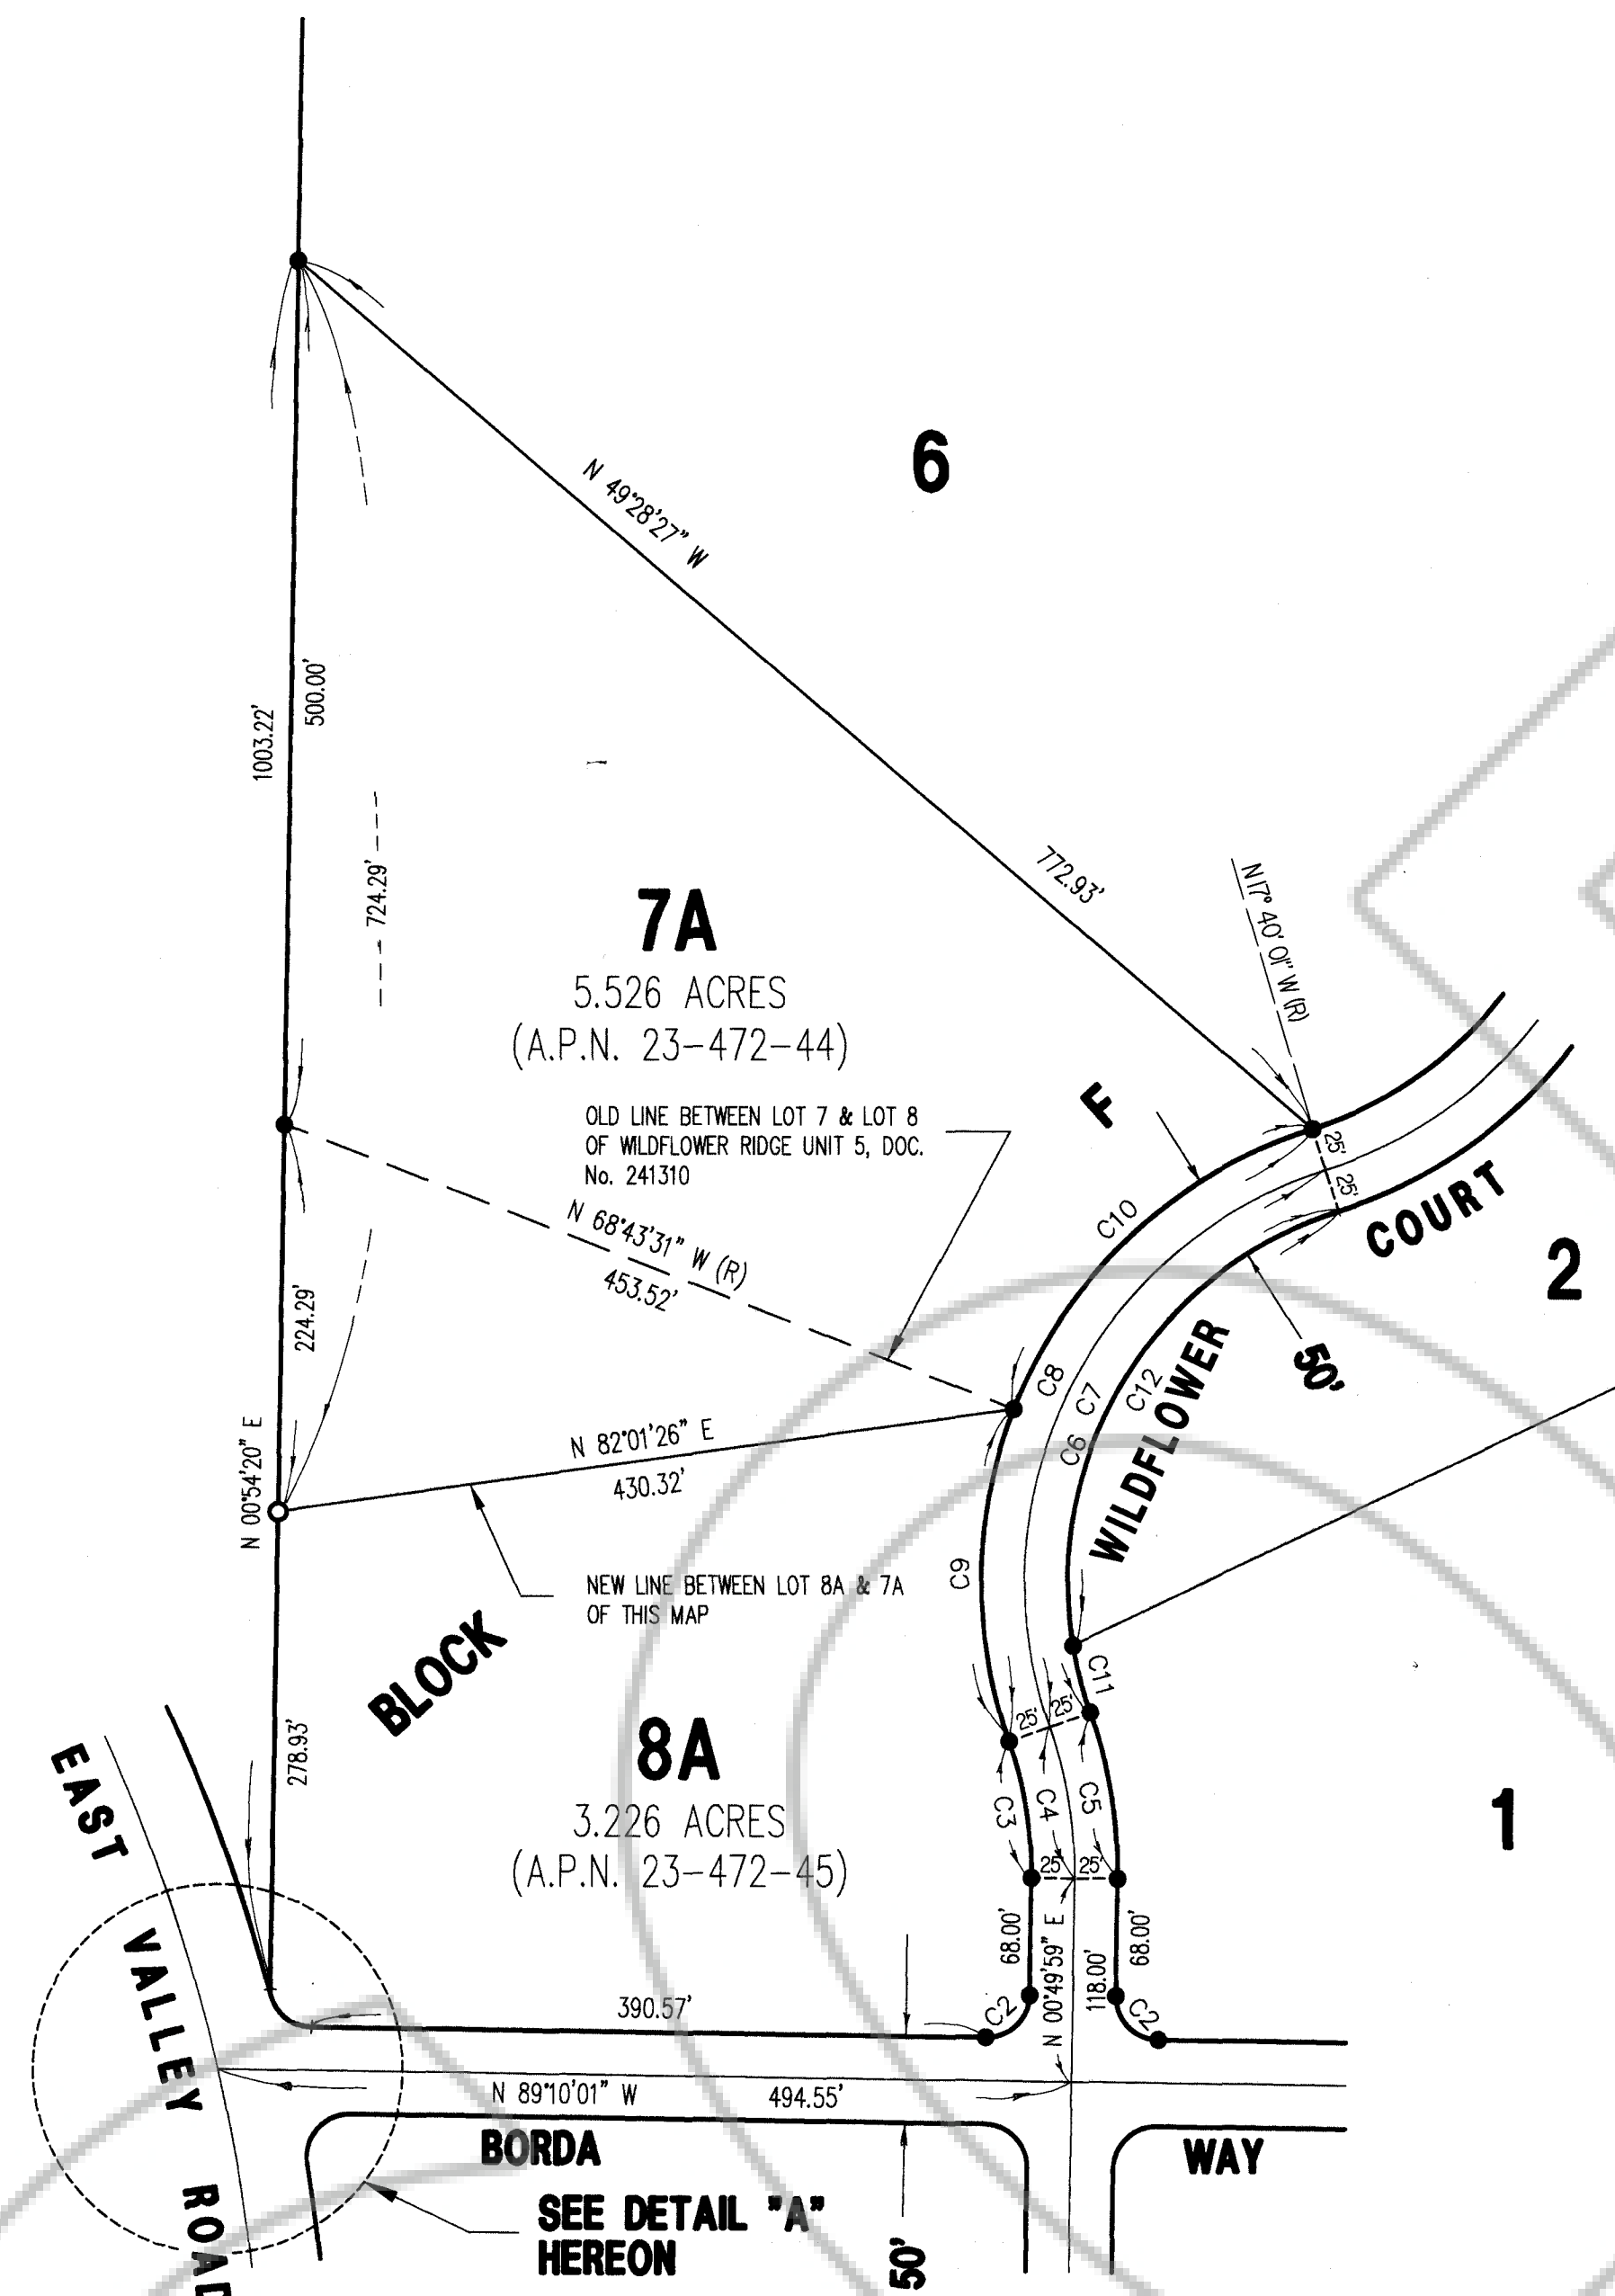 6
N 49°28'27" W
500.00'
1003.22'
772.93'
724.29'
N17° 40' 01" W (R)
7A
5.526 ACRES
(A.P.N. 23-472-44)
F
OLD LINE BETWEEN LOT 7 & LOT 8
OF WILDFLOWER RIDGE UNIT 5, DOC.
No. 241310
25'
25'
COURT
C10
N 68°43'31" W (R)
453.52'
2
224.29'
C8
C7
C12
C6
WILDFLOWER
50'
N 00°54'20" E
N 82°01'26" E
430.32'
C9
NEW LINE BETWEEN LOT 8A & 7A
OF THIS MAP
BLOCK
C11
25'
25'
278.93'
8A
3.226 ACRES
(A.P.N. 23-472-45)
C3
C4
C5
1
EAST VALLEY ROAD
25'
25'
68.00'
N 00°49'59" E
118.00'
68.00'
390.57'
C2
C2
N 89°10'01" W
494.55'
BORDA
WAY
SEE DETAIL "A"
HEREON
50'